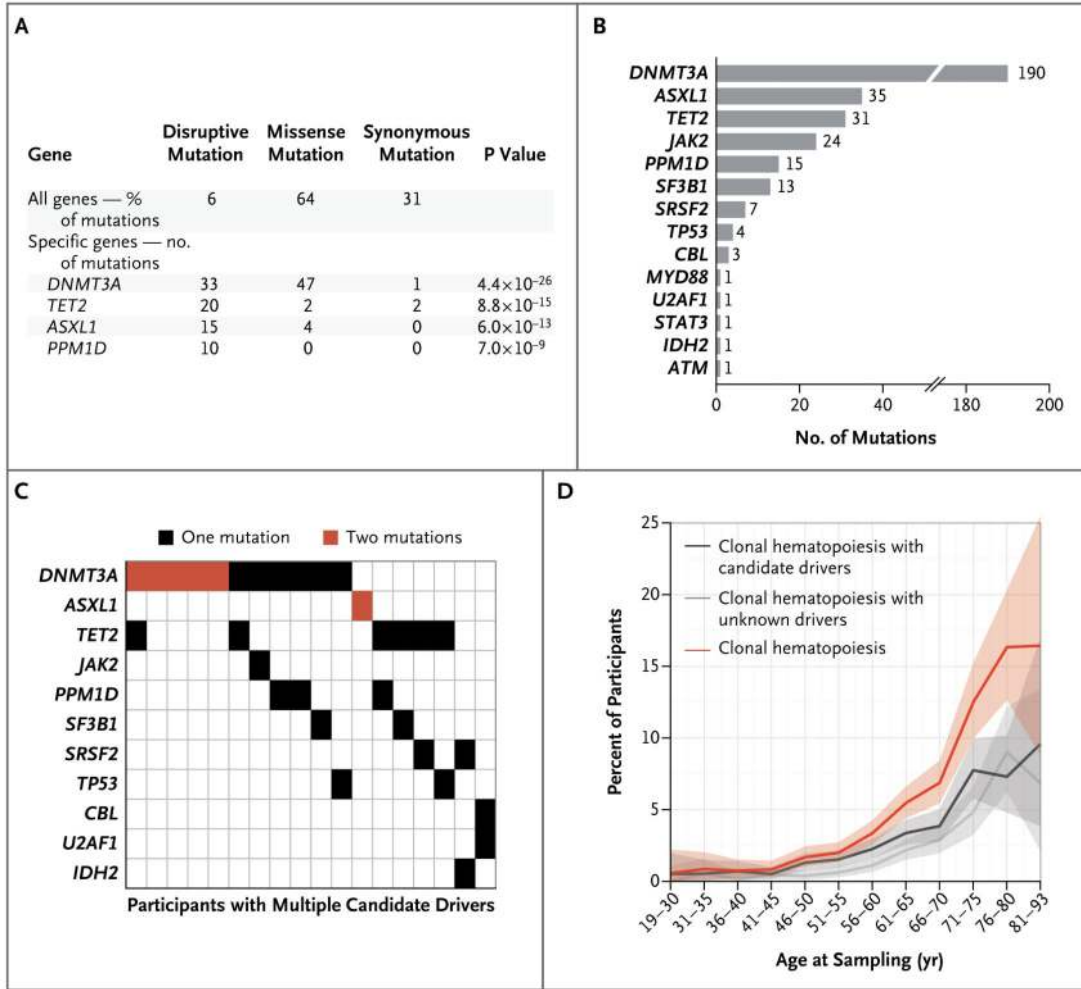 A
Gene Disruptive Mutation Missense Mutation Synonymous Mutation P Value
All genes — % of mutations 6 64 31
Specific genes — no. of mutations
DNMT3A 33 47 1 4.4×10⁻²⁶
TET2 20 2 2 8.8×10⁻¹⁵
ASXL1 15 4 0 6.0×10⁻¹³
PPM1D 10 0 0 7.0×10⁻⁹
B
DNMT3A 190
ASXL1 35
TET2 31
JAK2 24
PPM1D 15
SF3B1 13
SRSF2 7
TP53 4
CBL 3
MYD88 1
U2AF1 1
STAT3 1
IDH2 1
ATM 1
0 20 40 180 200
No. of Mutations
C
One mutation Two mutations
DNMT3A
ASXL1
TET2
JAK2
PPM1D
SF3B1
SRSF2
TP53
CBL
U2AF1
IDH2
Participants with Multiple Candidate Drivers
D
Percent of Participants
25
20
15
10
5
0
Clonal hematopoiesis with
candidate drivers
Clonal hematopoiesis with
unknown drivers
Clonal hematopoiesis
19–30 31–35 36–40 41–45 46–50 51–55 56–60 61–65 66–70 71–75 76–80 81–93
Age at Sampling (yr)